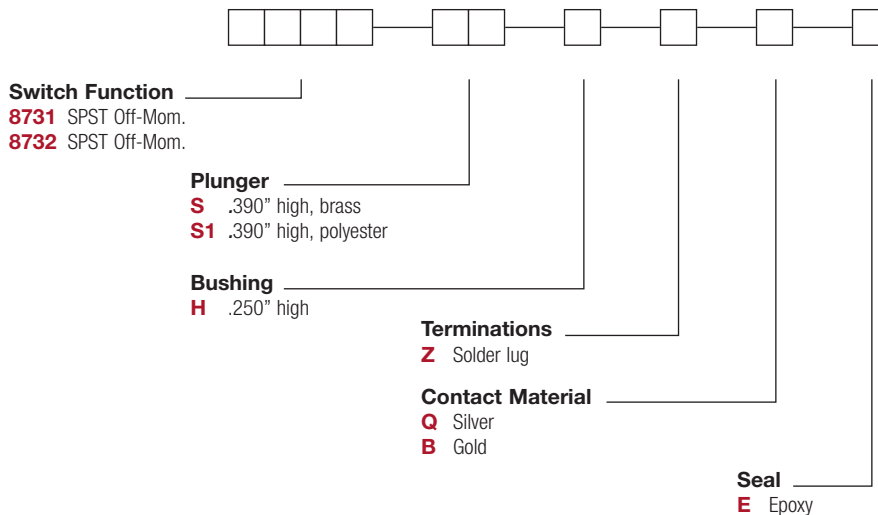 Switch Function
8731 SPST Off-Mom.
8732 SPST Off-Mom.
Plunger
S .390” high, brass
S1 .390” high, polyester
Bushing
H .250” high
Terminations
Z Solder lug
Contact Material
Q Silver
B Gold
Seal
E Epoxy